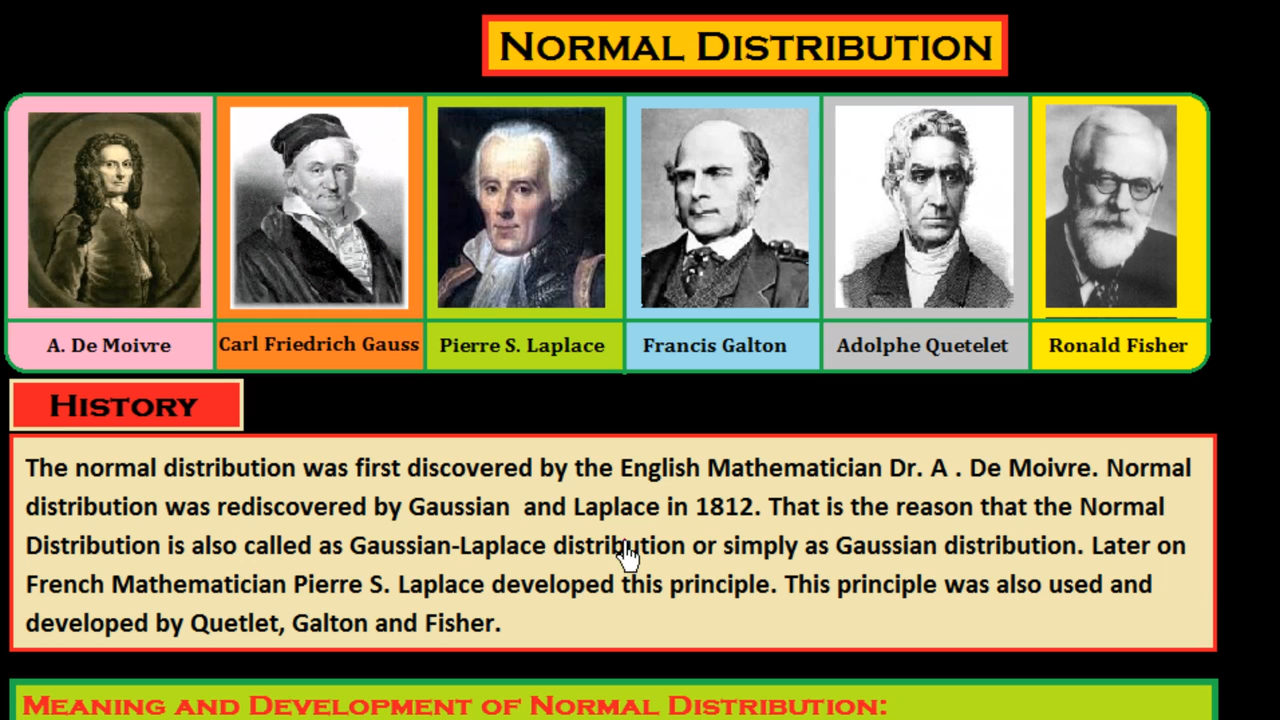 NORMAL DISTRIBUTION
A. De Moivre
Carl Friedrich Gauss
Pierre S. Laplace
Francis Galton
Adolphe Quetelet
Ronald Fisher
HISTORY
The normal distribution was first discovered by the English Mathematician Dr. A . De Moivre. Normal
distribution was rediscovered by Gaussian  and Laplace in 1812. That is the reason that the Normal
Distribution is also called as Gaussian-Laplace distribution or simply as Gaussian distribution. Later on
French Mathematician Pierre S. Laplace developed this principle. This principle was also used and
developed by Quetlet, Galton and Fisher.
MEANING AND DEVELOPMENT OF NORMAL DISTRIBUTION: